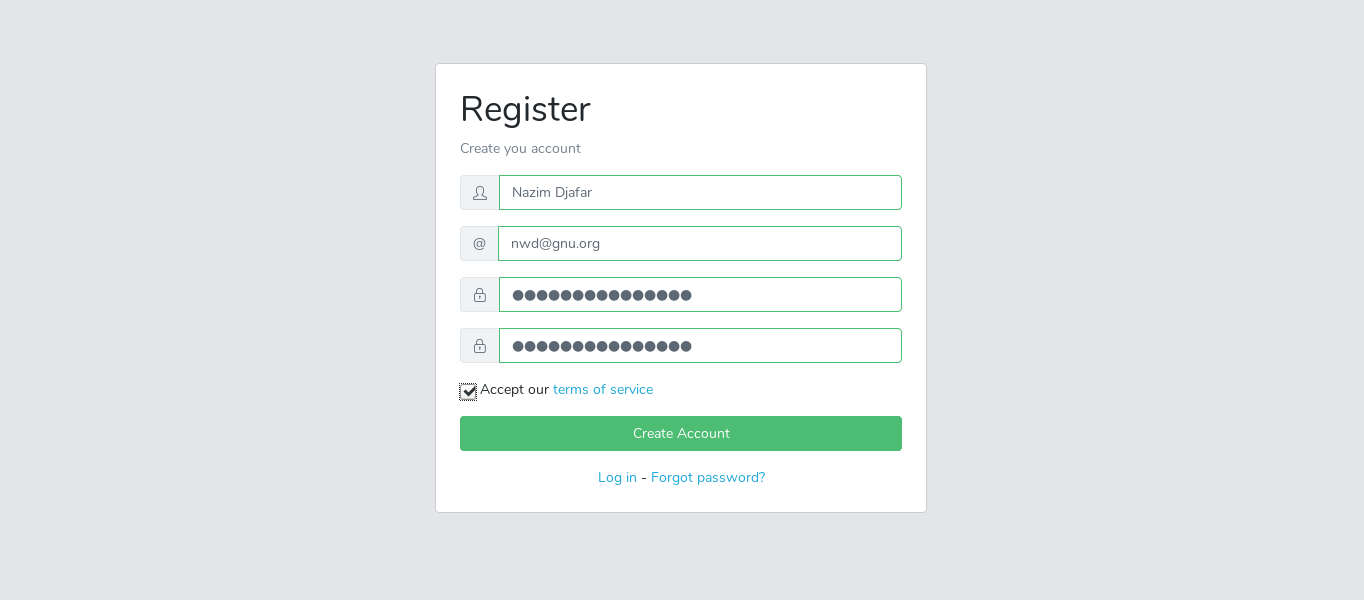 Register
Create you account
Nazim Djafar
@ nwd@gnu.org
●●●●●●●●●●●●●●●
●●●●●●●●●●●●●●●
Accept our terms of service
Create Account
Log in - Forgot password?